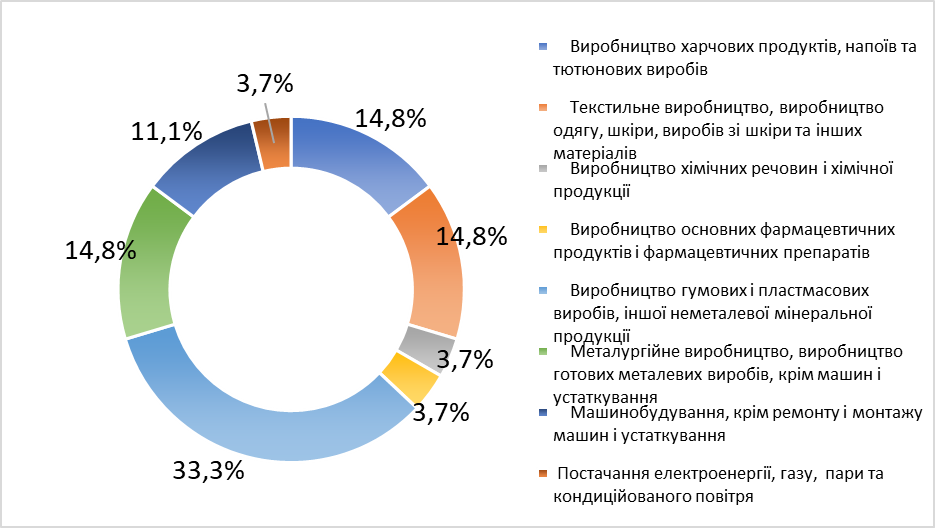 3,7%
14,8%
11,1%
14,8%
14,8%
3,7%
3,7%
33,3%
Виробництво харчових продуктів, напоїв та
тютюнових виробів
Текстильне виробництво, виробництво
одягу, шкіри, виробів зі шкіри та інших
матеріалів
Виробництво хімічних речовин і хімічної
продукції
Виробництво основних фармацевтичних
продуктів і фармацевтичних препаратів
Виробництво гумових і пластмасових
виробів, іншої неметалевої мінеральної
продукції
Металургійне виробництво, виробництво
готових металевих виробів, крім машин і
устаткування
Машинобудування, крім ремонту і монтажу
машин і устаткування
Постачання електроенергії, газу, пари та
кондиційованого повітря